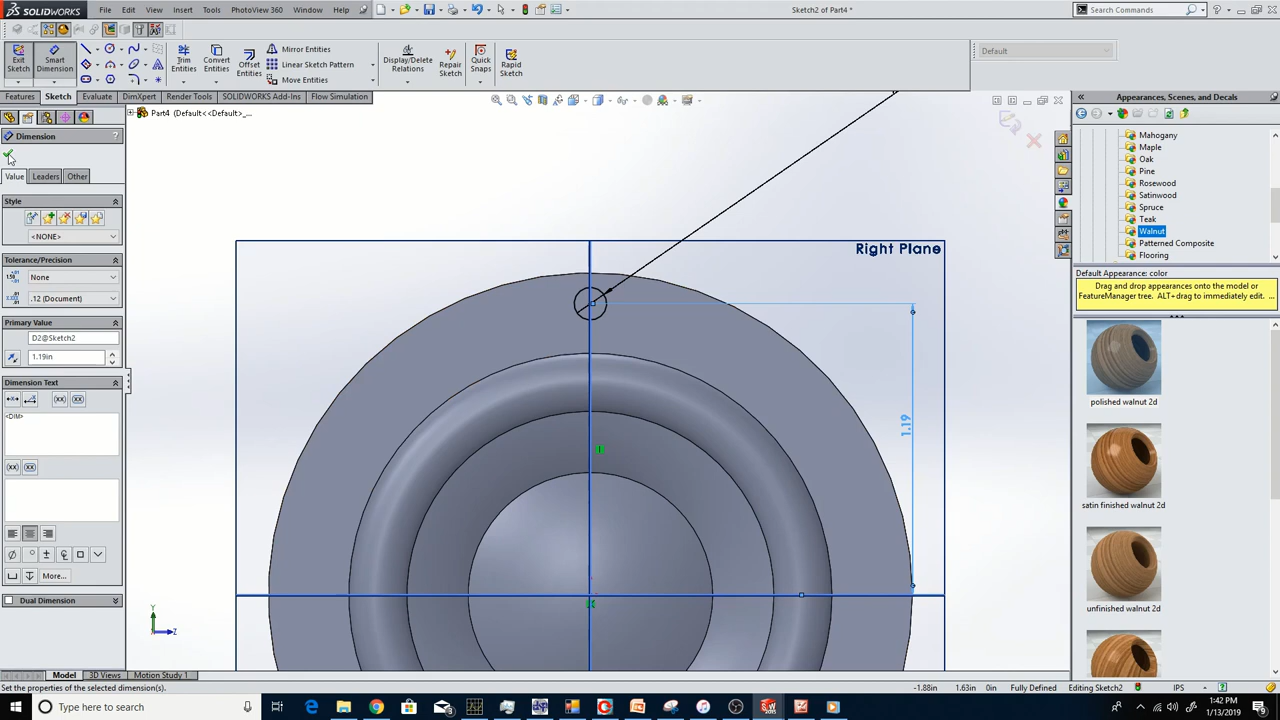 SOLIDWORKS File Edit View Insert Tools PhotoView 360 Window Help Sketch2 of Part4 Search Commands
Exit Sketch Smart Dimension Trim Entities Convert Entities Offset Entities Mirror Entities Linear Sketch Pattern Move Entities Display/Delete Relations Repair Sketch Quick Snaps Rapid Sketch Default
Features Sketch Evaluate DimXpert Render Tools SOLIDWORKS Add-Ins Flow Simulation Appearances, Scenes, and Decals
Part4 (Default<<Default>_...
Dimension
Value Leaders Other
Style
<NONE>
Tolerance/Precision
None
.12 (Document)
Primary Value
D2@Sketch2
1.19in
Dimension Text
<DIM>
More...
Dual Dimension
Right Plane
1.19
Y
Z
Mahogany
Maple
Oak
Pine
Rosewood
Satinwood
Spruce
Teak
Walnut
Patterned Composite
Flooring
Default Appearance: color
Drag and drop appearances onto the model or
FeatureManager tree. ALT+drag to immediately edit.
polished walnut 2d
satin finished walnut 2d
unfinished walnut 2d
Model 3D Views Motion Study 1
Set the properties of the selected dimension(s). -1.88in 1.63in 0in Fully Defined Editing Sketch2 IPS
Type here to search 1:42 PM
1/13/2019